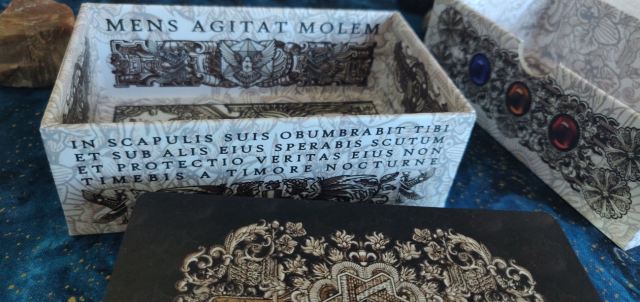 MENS AGITAT MOLEM
IN SCAPULIS SUIS OBUMBRABIT TIBI
ET SUB ALIS EIUS SPERABIS SCUTUM
ET PROTECTIO VERITAS EIUS NON
TIMEBIS A TIMORE NOCTURNE